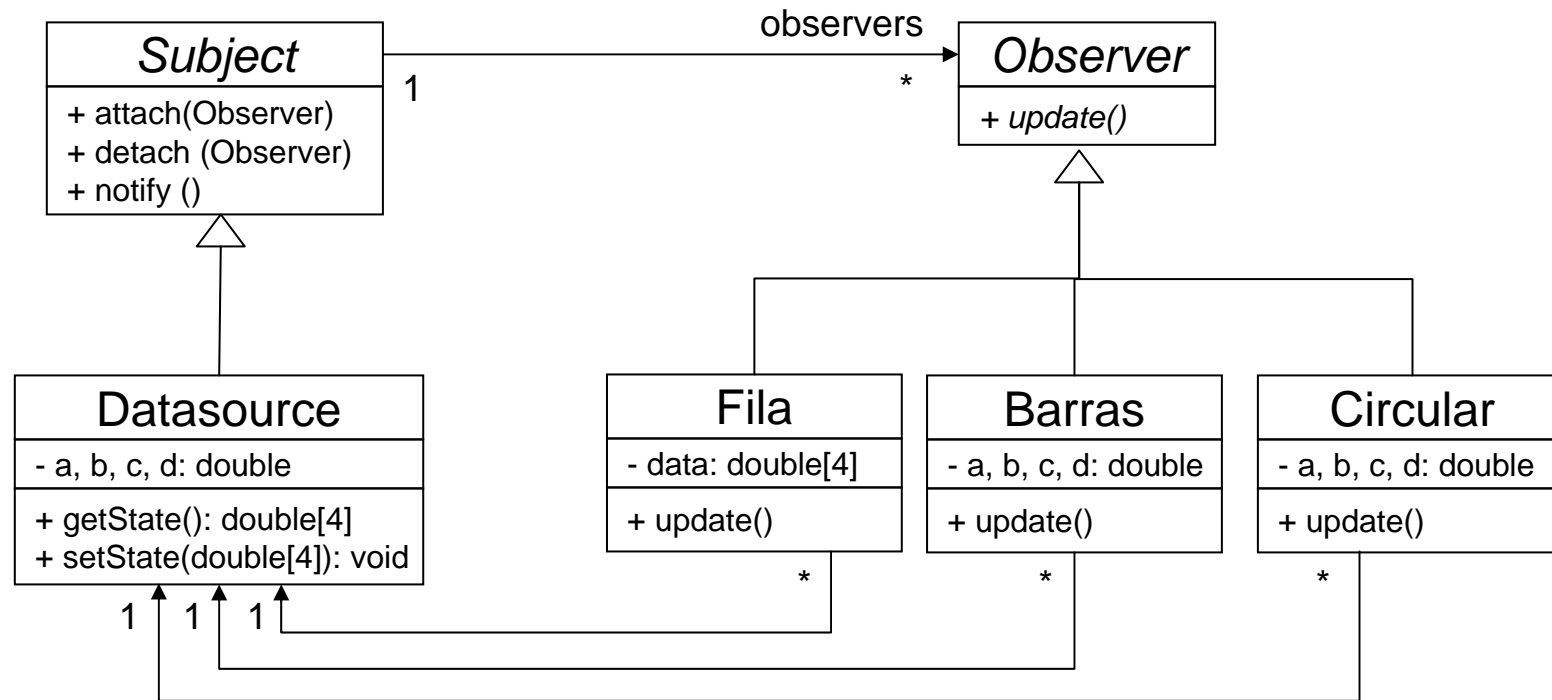 Subject
+ attach(Observer)
+ detach (Observer)
+ notify ()
observers
1
*
Observer
+ update()
Datasource
- a, b, c, d: double
+ getState(): double[4]
+ setState(double[4]): void
Fila
- data: double[4]
+ update()
Barras
- a, b, c, d: double
+ update()
Circular
- a, b, c, d: double
+ update()
* * *
1 1 1